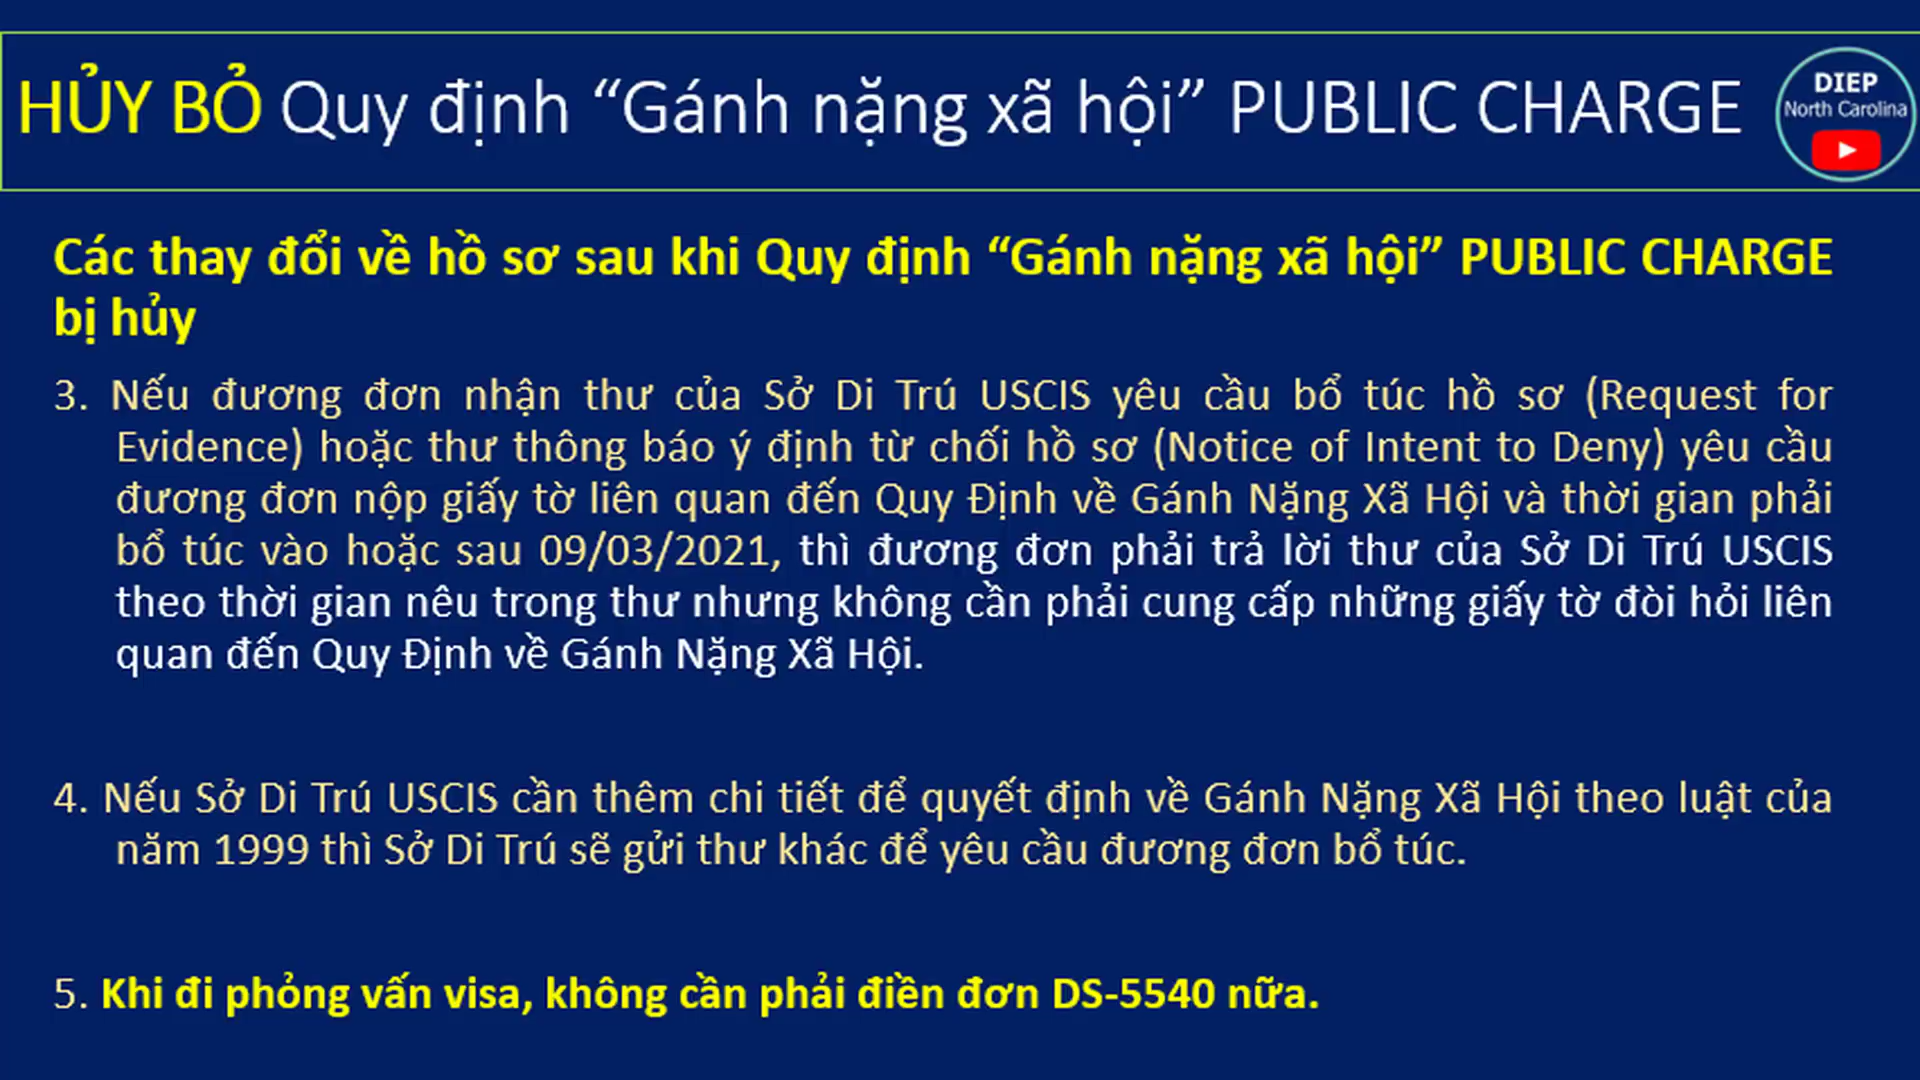 HỦY BỎ Quy định “Gánh nặng xã hội” PUBLIC CHARGE
DIEP
North Carolina
Các thay đổi về hồ sơ sau khi Quy định “Gánh nặng xã hội” PUBLIC CHARGE
bị hủy
3. Nếu đương đơn nhận thư của Sở Di Trú USCIS yêu cầu bổ túc hồ sơ (Request for
Evidence) hoặc thư thông báo ý định từ chối hồ sơ (Notice of Intent to Deny) yêu cầu
đương đơn nộp giấy tờ liên quan đến Quy Định về Gánh Nặng Xã Hội và thời gian phải
bổ túc vào hoặc sau 09/03/2021, thì đương đơn phải trả lời thư của Sở Di Trú USCIS
theo thời gian nêu trong thư nhưng không cần phải cung cấp những giấy tờ đòi hỏi liên
quan đến Quy Định về Gánh Nặng Xã Hội.
4. Nếu Sở Di Trú USCIS cần thêm chi tiết để quyết định về Gánh Nặng Xã Hội theo luật của
năm 1999 thì Sở Di Trú sẽ gửi thư khác để yêu cầu đương đơn bổ túc.
5. Khi đi phỏng vấn visa, không cần phải điền đơn DS-5540 nữa.